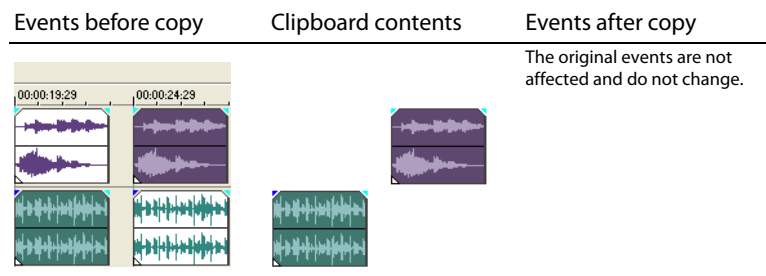 Events before copy
Clipboard contents
Events after copy
The original events are not
affected and do not change.
00:00:19:29
00:00:24:29